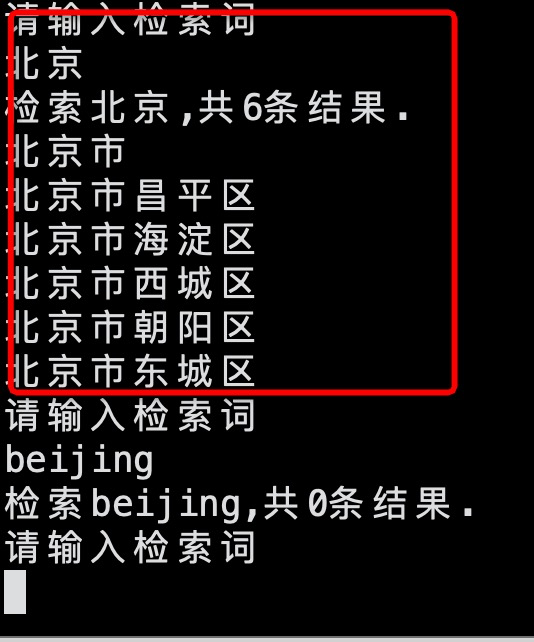 请输入检索词
北京
检索北京,共6条结果.
北京市
北京市昌平区
北京市海淀区
北京市西城区
北京市朝阳区
北京市东城区
请输入检索词
beijing
检索beijing,共0条结果.
请输入检索词